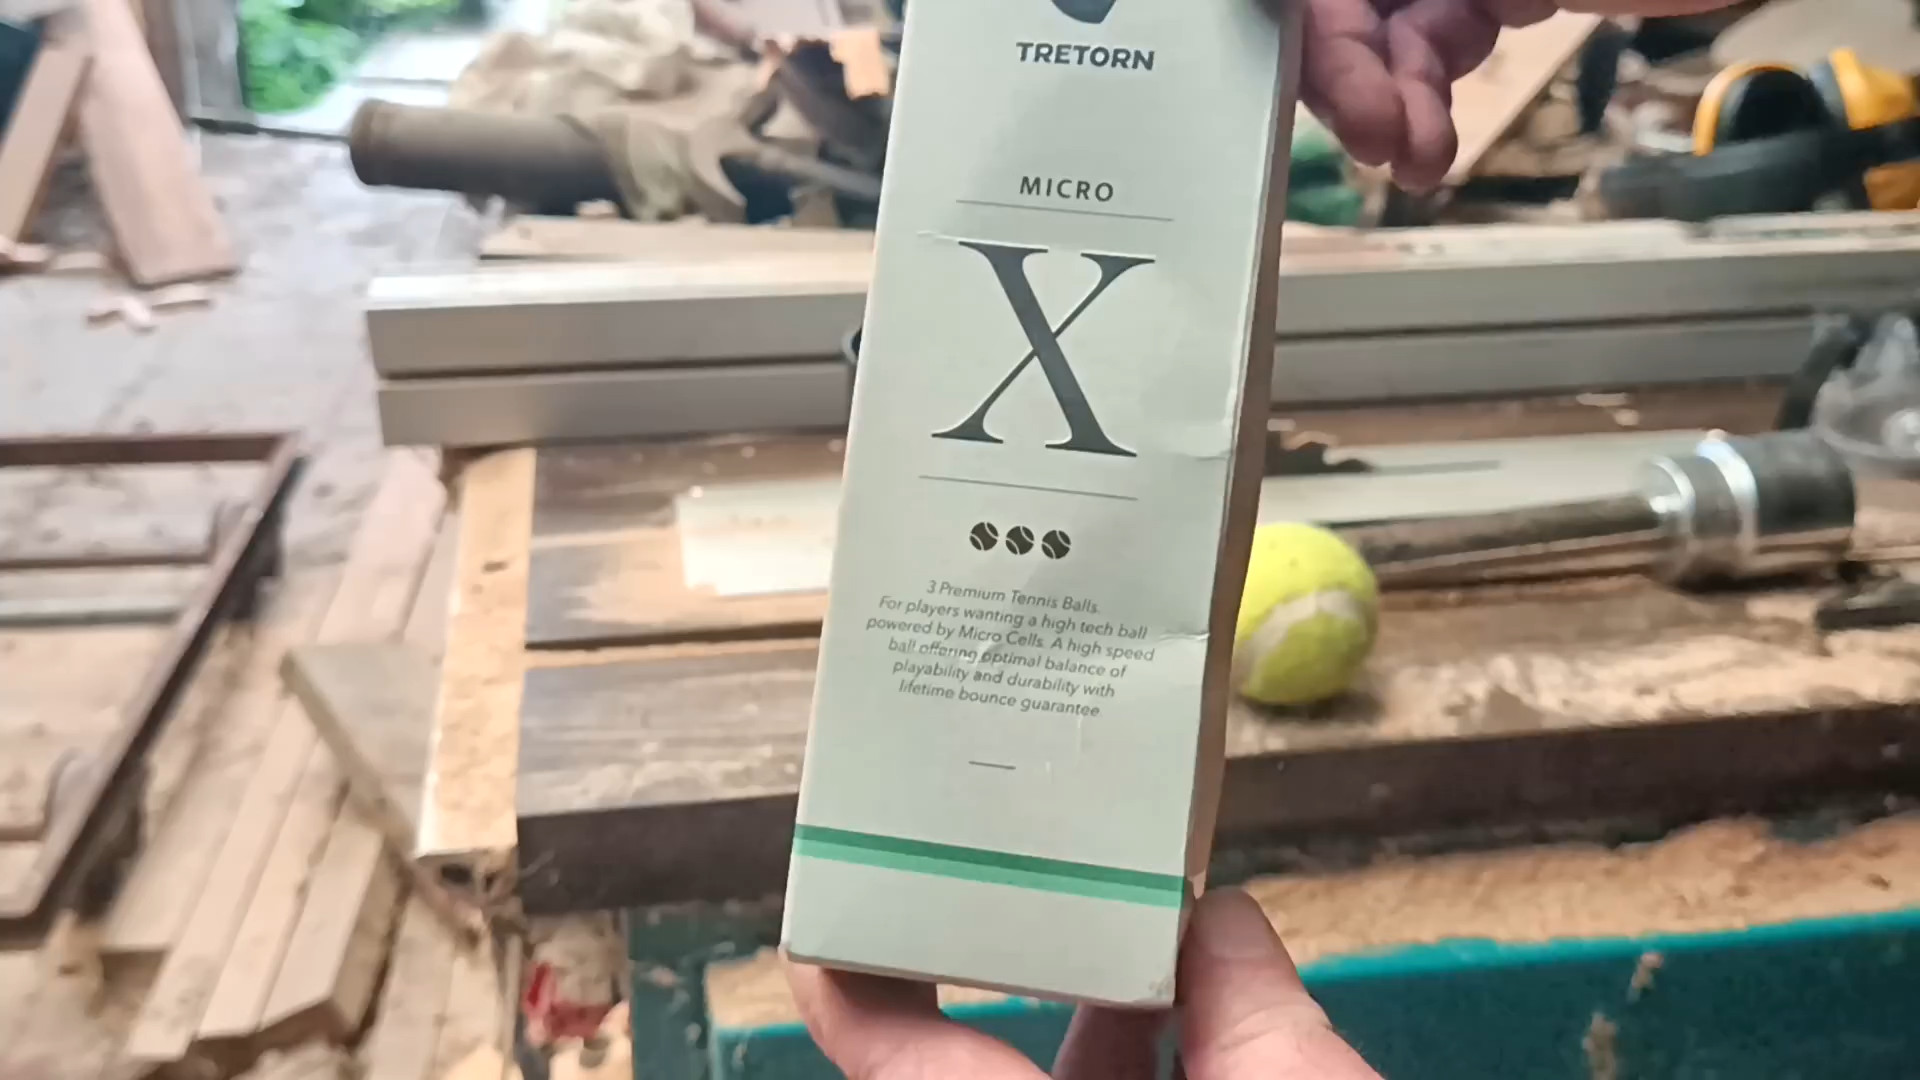 TRETORN
MICRO
X
3 Premium Tennis Balls.
For players wanting a high tech ball
powered by Micro Cells. A high speed
ball offering optimal balance of
playability and durability with
lifetime bounce guarantee.